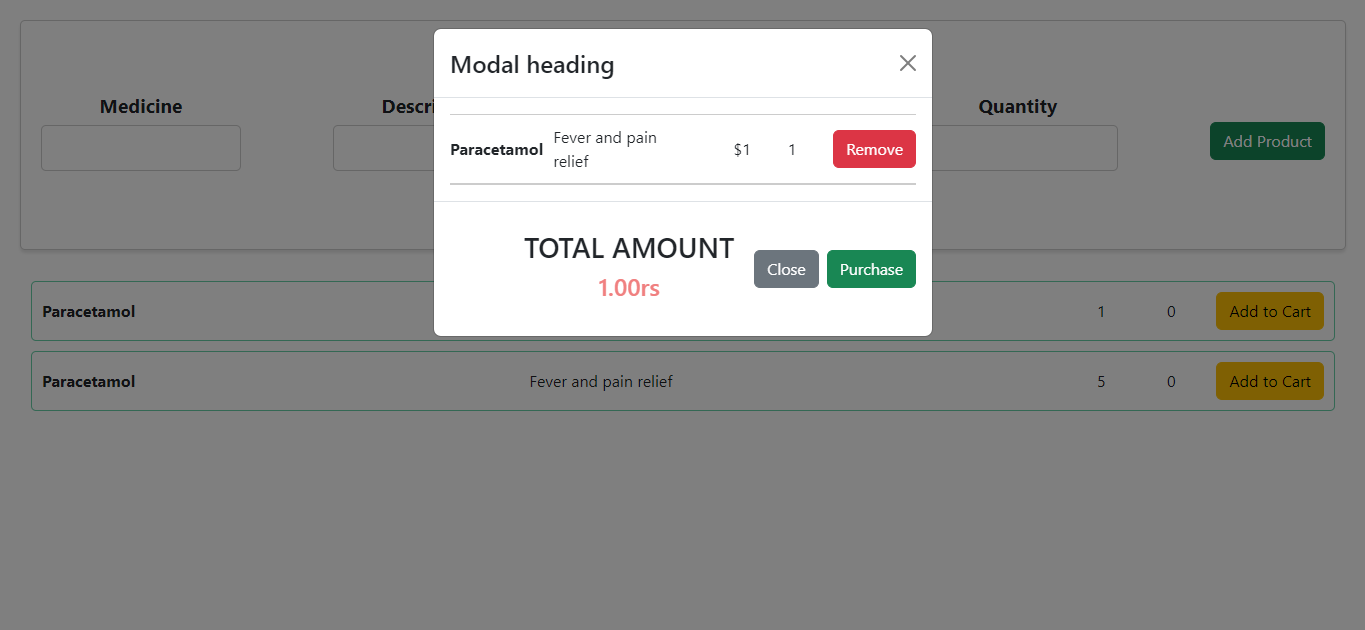 Modal heading
Medicine
Descri
Quantity
Add Product
Paracetamol
Fever and pain
relief
$1
1
Remove
TOTAL AMOUNT
1.00rs
Close
Purchase
Paracetamol
1
0
Add to Cart
Paracetamol
Fever and pain relief
5
0
Add to Cart